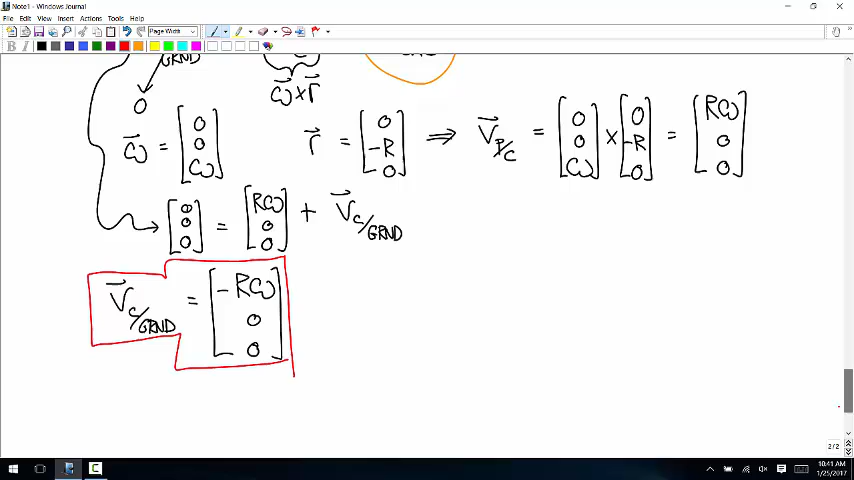 Note1 - Windows Journal
File Edit View Insert Actions Tools Help
Page Width
B I
GRND
ω × r
0
ω = [0 0 ω] r = [0 -R 0] ⇒ V P/C = [0 0 ω] × [0 -R 0] = [Rω 0 0]
[0 0 0] = [Rω 0 0] + V C/GRND
V C/GRND = [-Rω 0 0]
2/2
10:41 AM
1/25/2017